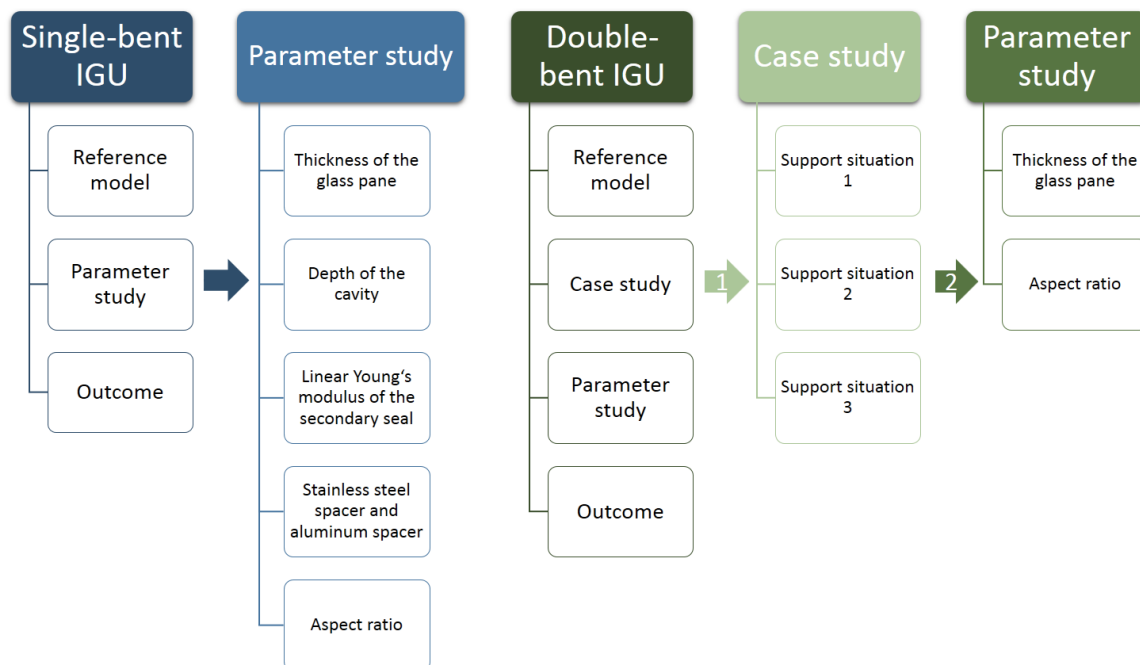 Single-bent
IGU
Reference
model
Parameter
study
Outcome
Parameter study
Thickness of the
glass pane
Depth of the
cavity
Linear Young‘s
modulus of the
secondary seal
Stainless steel
spacer and
aluminum spacer
Aspect ratio
Double-
bent IGU
Reference
model
Case study
Parameter
study
Outcome
1
Case study
Support situation
1
Support situation
2
Support situation
3
2
Parameter
study
Thickness of the
glass pane
Aspect ratio